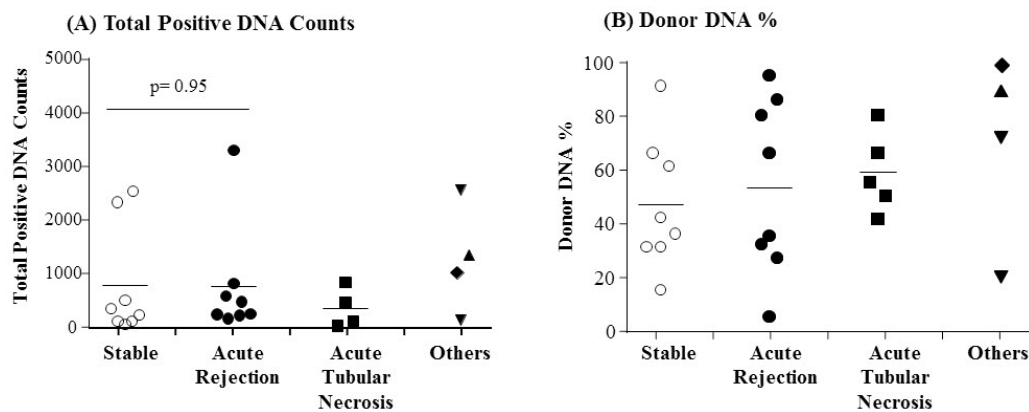 (A) Total Positive DNA Counts
Total Positive DNA Counts
5000
4000
3000
2000
1000
0
p= 0.95
Stable
Acute
Rejection
Acute
Tubular
Necrosis
Others
(B) Donor DNA %
Donor DNA %
100
80
60
40
20
0
Stable
Acute
Rejection
Acute
Tubular
Necrosis
Others